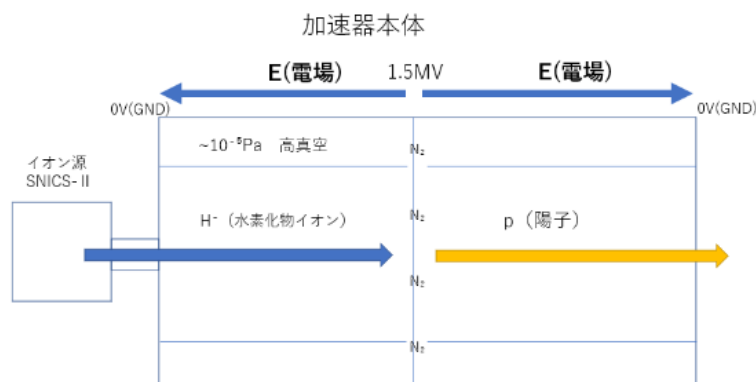 加速器本体
E(電場) 1.5MV E(電場)
0V(GND) 0V(GND)
~10⁻⁵Pa 高真空
N₂
イオン源
SNICS-Ⅱ
H⁻（水素化物イオン）
N₂
p（陽子）
N₂
N₂